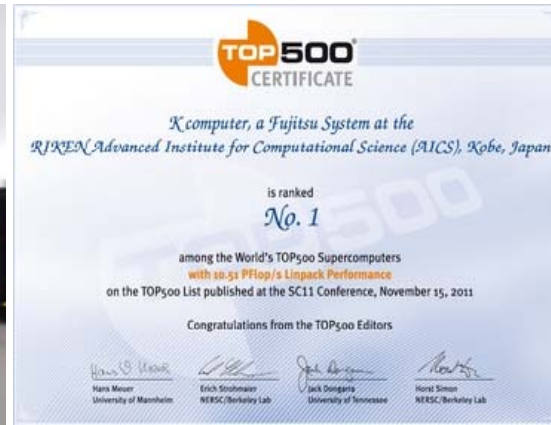 TOP500
CERTIFICATE
K computer, a Fujitsu System at the
RIKEN Advanced Institute for Computational Science (AICS), Kobe, Japan
is ranked
No. 1
among the World's TOP500 Supercomputers
with 10.51 PFlop/s Linpack Performance
on the TOP500 List published at the SC11 Conference, November 15, 2011
Congratulations from the TOP500 Editors
Hans Meuer Erich Strohmaier Jack Dongarra Horst Simon
University of Mannheim NERSC/Berkeley Lab University of Tennessee NERSC/Berkeley Lab